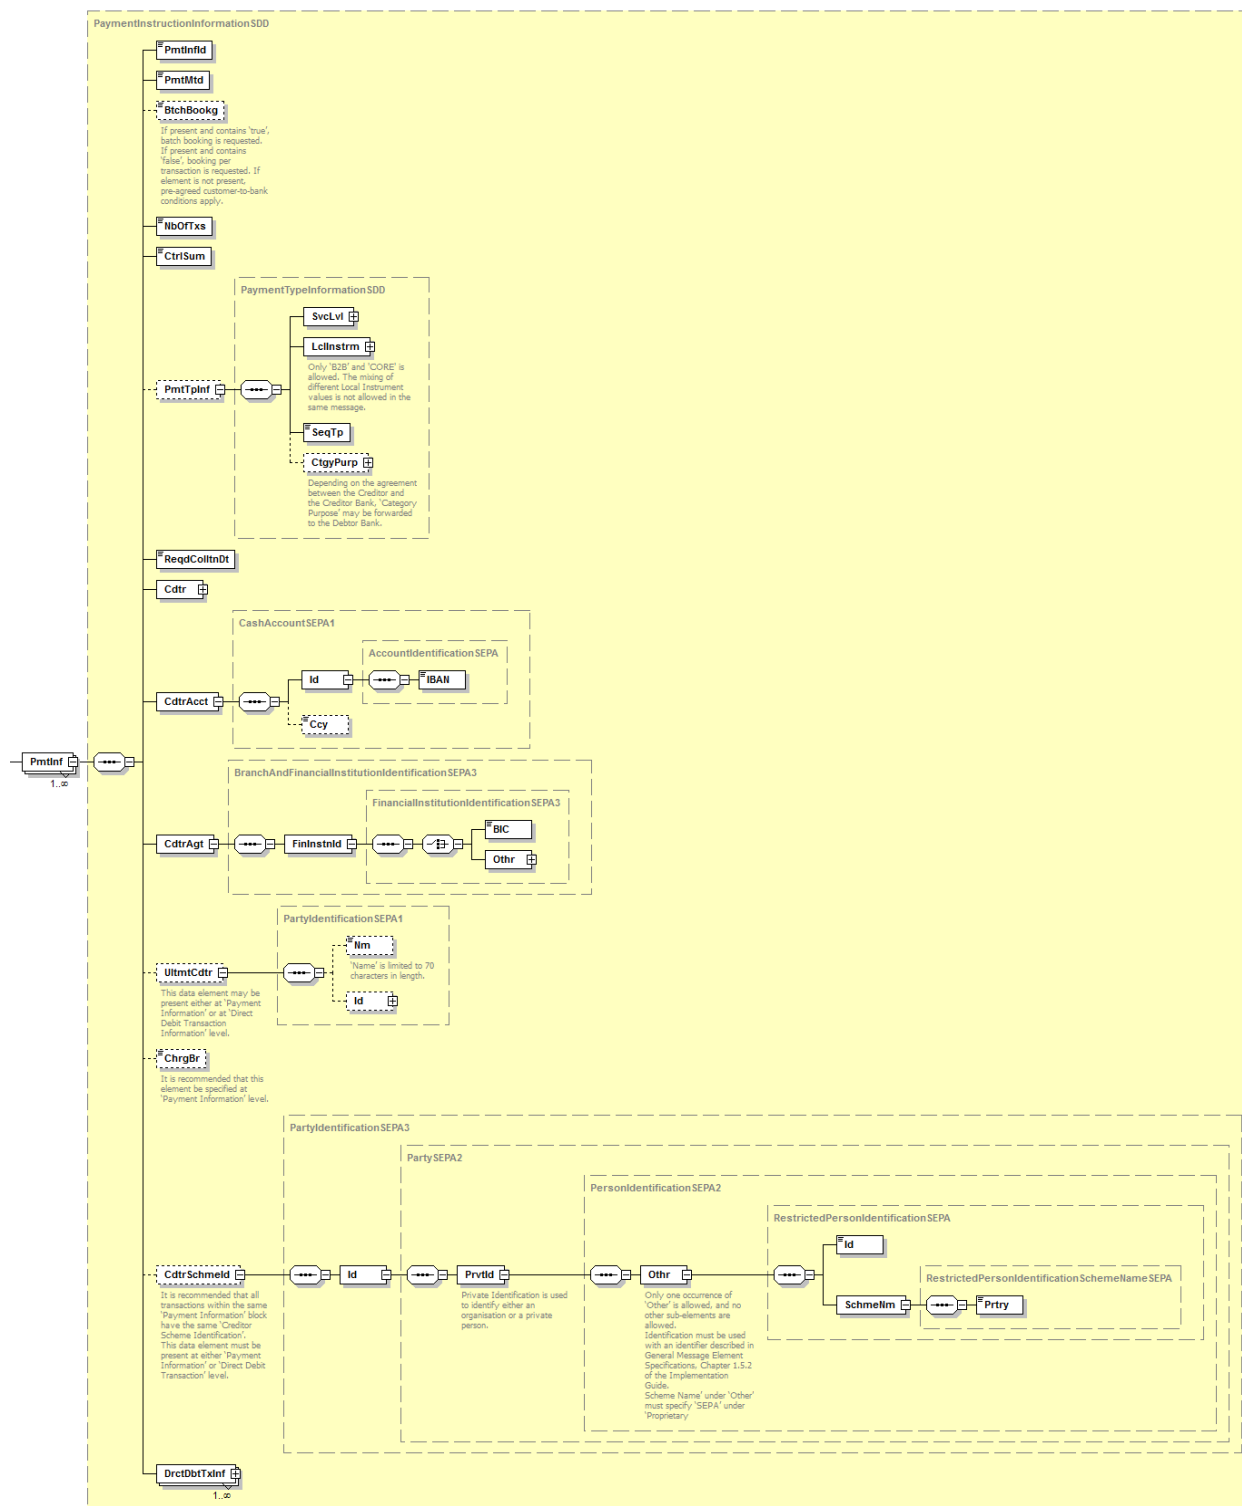 PaymentInstructionInformationSDD
PmtInfId
PmtMtd
BtchBookg
If present and contains 'true',
batch booking is requested.
If present and contains
'false', booking per
transaction is requested. If
element is not present,
pre-agreed customer-to-bank
conditions apply.
NbOfTxs
CtrlSum
PaymentTypeInformationSDD
SvcLvl
LclInstrm
Only 'B2B' and 'CORE' is
allowed. The mixing of
different Local Instrument
values is not allowed in the
same message.
PmtTpInf
SeqTp
CtgyPurp
Depending on the agreement
between the Creditor and
the Creditor Bank, 'Category
Purpose' may be forwarded
to the Debtor Bank.
ReqdColltnDt
Cdtr
CashAccountSEPA1
AccountIdentificationSEPA
Id
IBAN
CdtrAcct
Ccy
PmtInf
1..∞
BranchAndFinancialInstitutionIdentificationSEPA3
FinancialInstitutionIdentificationSEPA3
BIC
CdtrAgt
FinInstnId
Othr
PartyIdentificationSEPA1
Nm
'Name' is limited to 70
characters in length.
UltmtCdtr
Id
This data element may be
present either at 'Payment
Information' or at 'Direct
Debit Transaction
Information' level.
ChrgBr
It is recommended that this
element be specified at
'Payment Information' level.
PartyIdentificationSEPA3
PartySEPA2
PersonIdentificationSEPA2
RestrictedPersonIdentificationSEPA
Id
CdtrSchmeId
Id
PrvtId
Othr
RestrictedPersonIdentificationSchemeNameSEPA
SchmeNm
Prtry
It is recommended that all
transactions within the same
'Payment Information' block
have the same 'Creditor
Scheme Identification'.
This data element must be
present at either 'Payment
Information' or 'Direct Debit
Transaction' level.
Private Identification is used
to identify either an
organisation or a private
person.
Only one occurrence of
'Other' is allowed, and no
other sub-elements are
allowed.
Identification must be used
with an identifier described in
General Message Element
Specifications, Chapter 1.5.2
of the Implementation
Guide.
Scheme Name' under 'Other'
must specify 'SEPA' under
'Proprietary
DrctDbtTxInf
1..∞